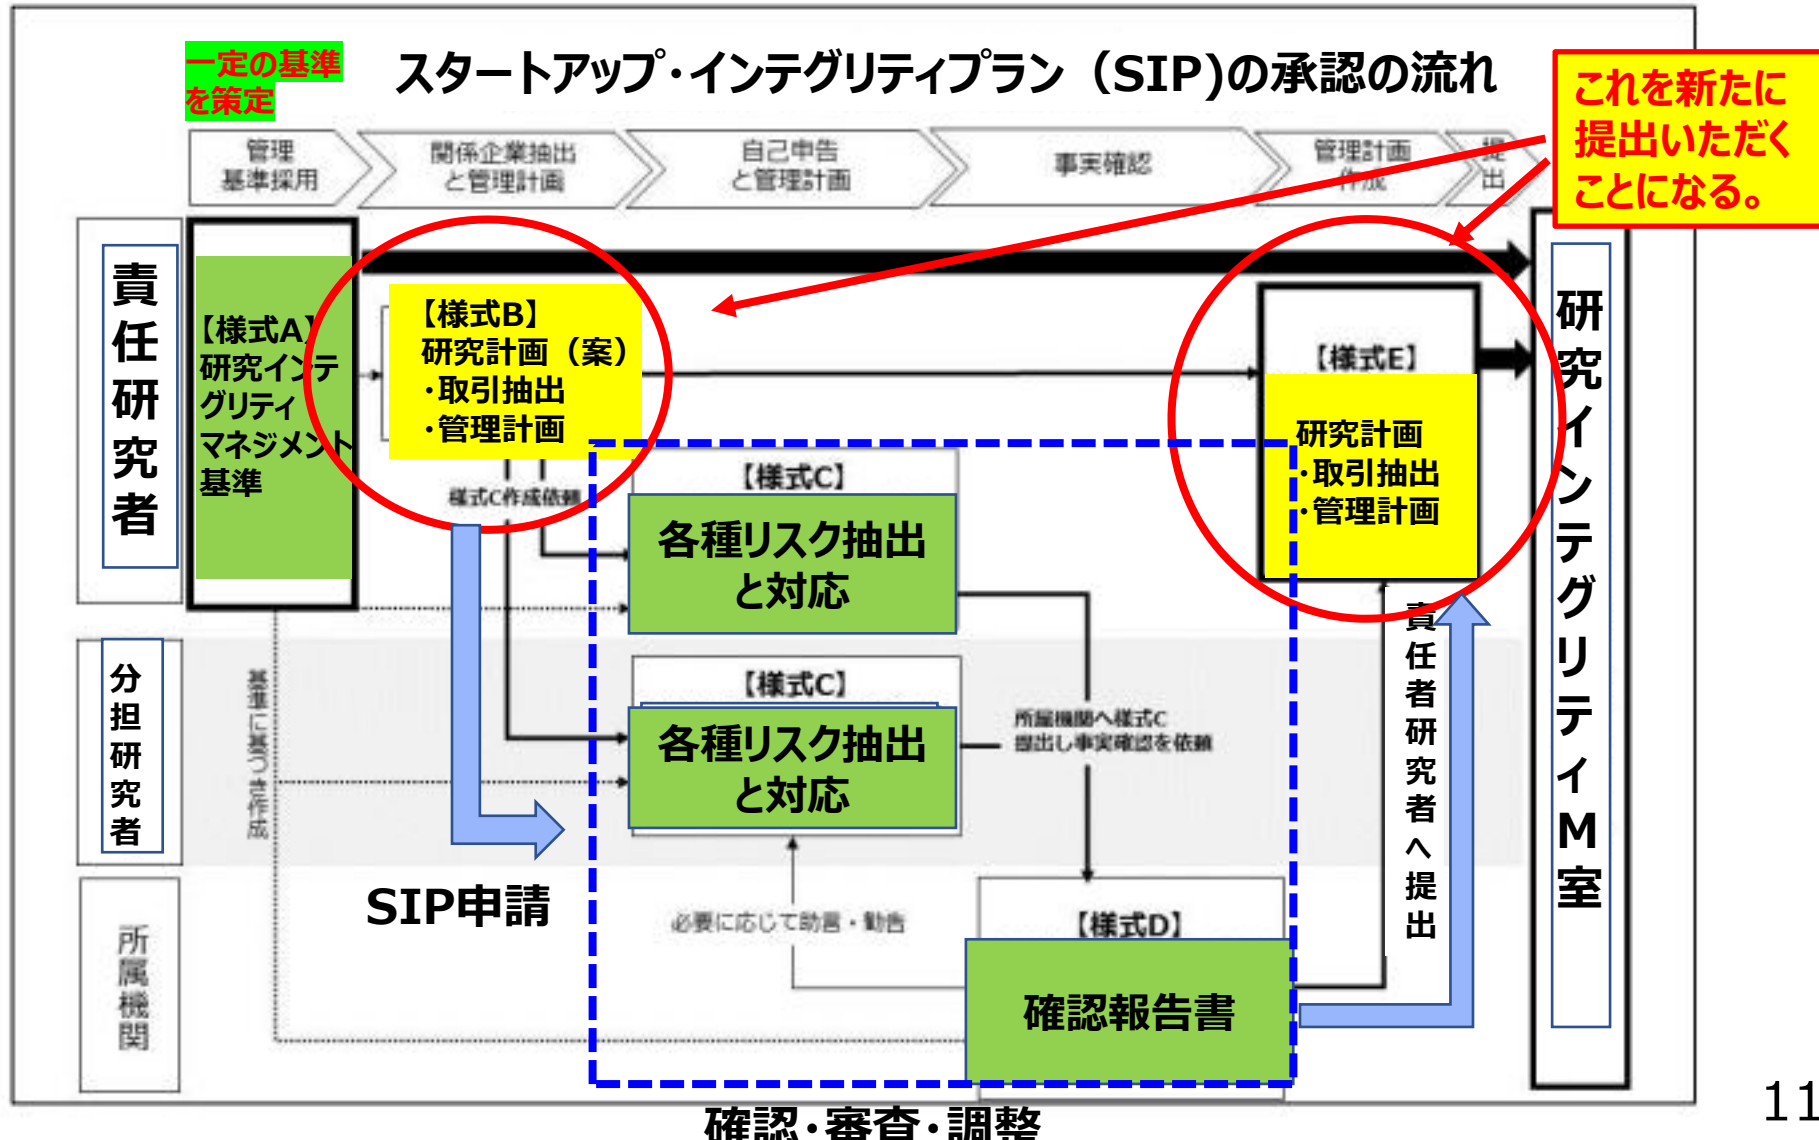 一定の基準
を策定
スタートアップ・インテグリティプラン（SIP)の承認の流れ
これを新たに
提出いただく
ことになる。
管理
基準採用
関係企業抽出
と管理計画
自己申告
と管理計画
事実確認
管理計画
作成
提
出
責任研究者
【様式A】
研究インテ
グリティ
マネジメント
基準
【様式B】
研究計画（案）
・取引抽出
・管理計画
様式C作成依頼
【様式C】
各種リスク抽出
と対応
【様式E】
研究計画
・取引抽出
・管理計画
研究インテグリティM室
分担研究者
基準に基づき作成
【様式C】
各種リスク抽出
と対応
所属機関へ様式C
提出し事実確認を依頼
責任者研究者へ提出
SIP申請
所属機関
必要に応じて助言・勧告
【様式D】
確認報告書
確認・審査・調整
11